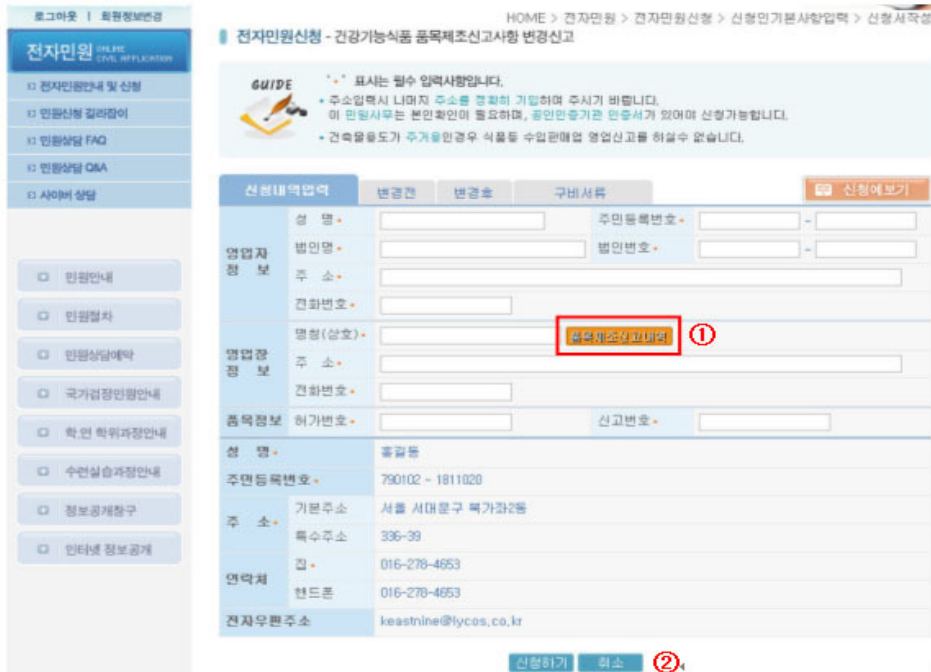 로그아웃 | 회원정보변경
HOME > 전자민원 > 전자민원신청 > 신청인기본사항입력 > 신청서작성
전자민원신청 - 건강기능식품 품목제조신고사항 변경신고
전자민원 ONLINE CIVIL APPLICATION
전자민원안내 및 신청
민원신청 길라잡이
민원상담 FAQ
민원상담 Q&A
사이버 상담
GUIDE
'•' 표시는 필수 입력사항입니다.
• 주소입력시 나머지 주소를 정확히 기입하여 주시기 바랍니다.
이 민원사무는 본인확인이 필요하며, 공인인증기관 인증서가 있어야 신청가능합니다.
• 건축물용도가 주거용인경우 식품등 수입판매업 영업신고를 하실수 없습니다.
신청내역입력 변경전 변경후 구비서류 신청예보기
민원안내
민원절차
민원상담예약
국가검정민원안내
학.연 학위과정안내
수련실습과정안내
정보공개창구
인터넷 정보공개
영업자 정 보
성 명• 주민등록번호• -
법인명• 법인번호• -
주 소•
전화번호•
영업장 정 보
명칭(상호)• 품목제조신고내역 ①
주 소•
전화번호•
품목정보 허가번호• 신고번호•
성 명• 홍길동
주민등록번호• 790102 - 1811020
주 소• 기본주소 서울 서대문구 북가좌2동
특수주소 336-39
연락처 집• 016-278-4653
핸드폰 016-278-4653
전자우편주소 keastnine@lycos.co.kr
신청하기 취소 ②